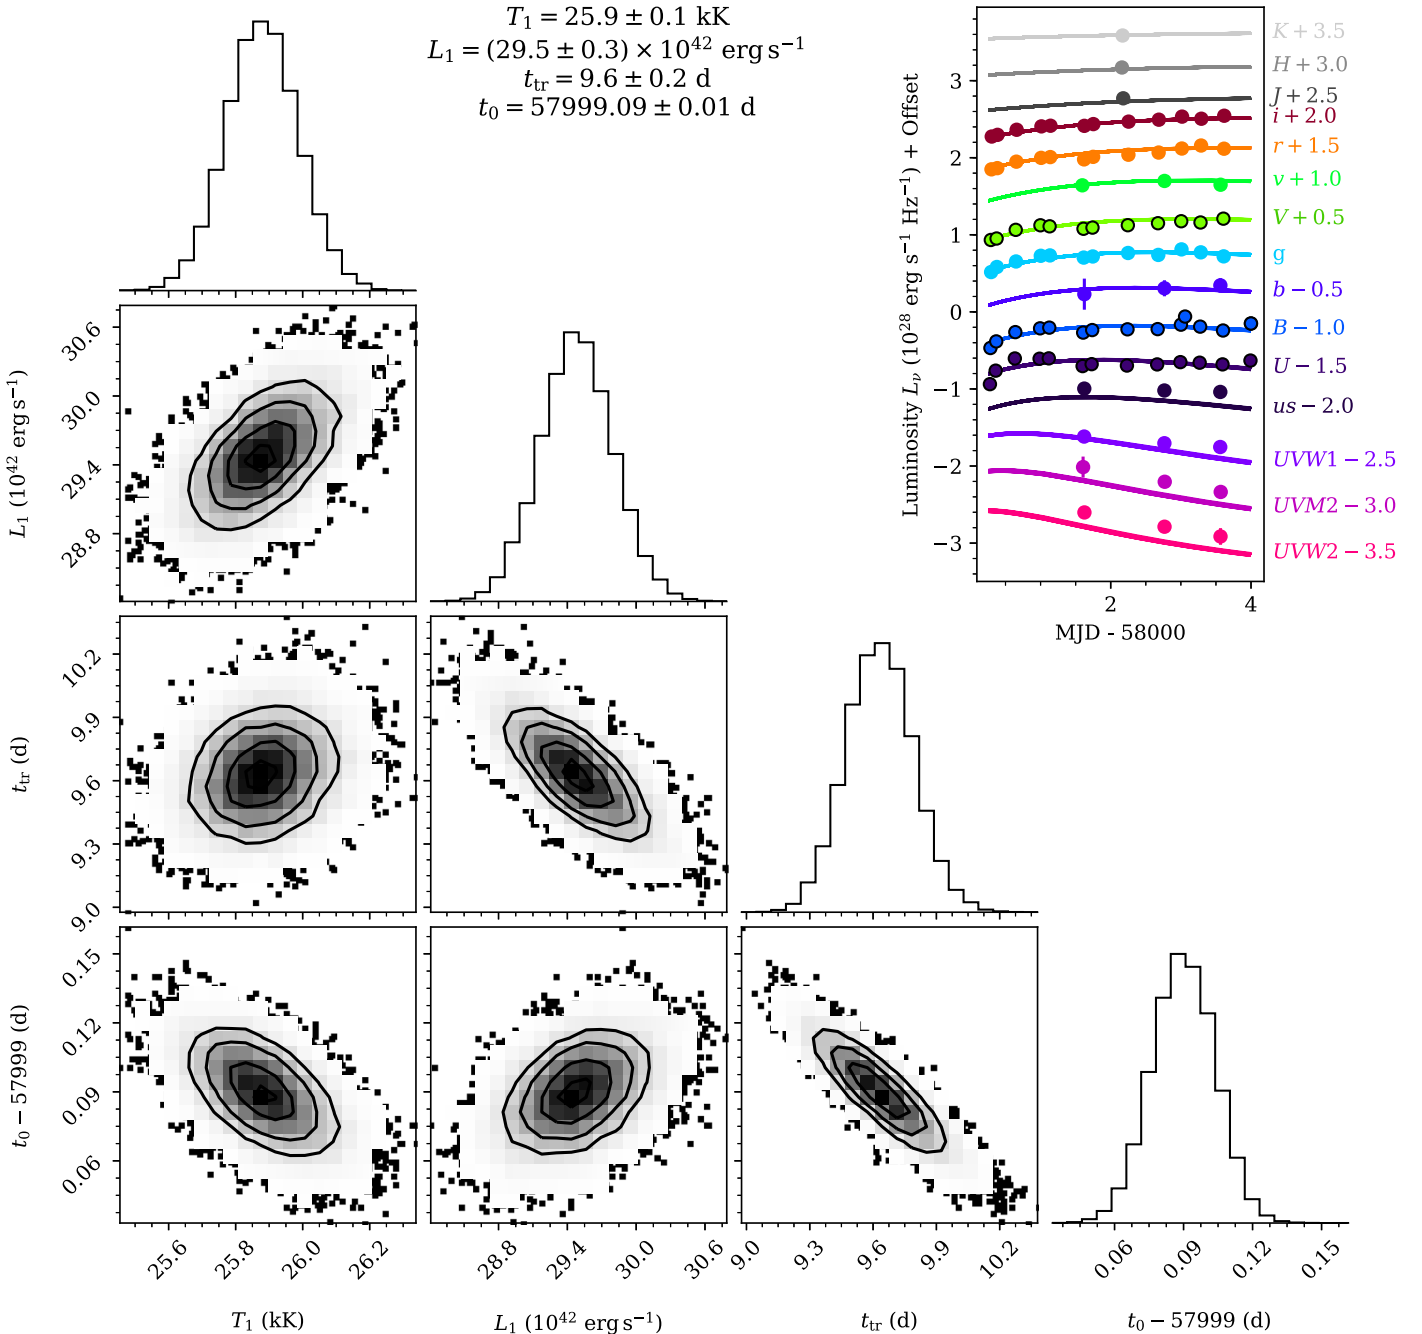 T₁ = 25.9 ± 0.1 kK
L₁ = (29.5 ± 0.3) × 10⁴² erg s⁻¹
tₜᵣ = 9.6 ± 0.2 d
t₀ = 57999.09 ± 0.01 d
Luminosity Lᵥ (10²⁸ erg s⁻¹ Hz⁻¹) + Offset
3
2
1
0
−1
−2
−3
K + 3.5
H + 3.0
J + 2.5
i + 2.0
r + 1.5
v + 1.0
V + 0.5
g
b − 0.5
B − 1.0
U − 1.5
us − 2.0
UVW1 − 2.5
UVM2 − 3.0
UVW2 − 3.5
2 4
MJD - 58000
L₁ (10⁴² erg s⁻¹)
30.6
30.0
29.4
28.8
tₜᵣ (d)
10.2
9.9
9.6
9.3
9.0
t₀ − 57999 (d)
0.15
0.12
0.09
0.06
25.6 25.8 26.0 26.2
28.8 29.4 30.0 30.6
9.0 9.3 9.6 9.9 10.2
0.06 0.09 0.12 0.15
T₁ (kK)
L₁ (10⁴² erg s⁻¹)
tₜᵣ (d)
t₀ − 57999 (d)